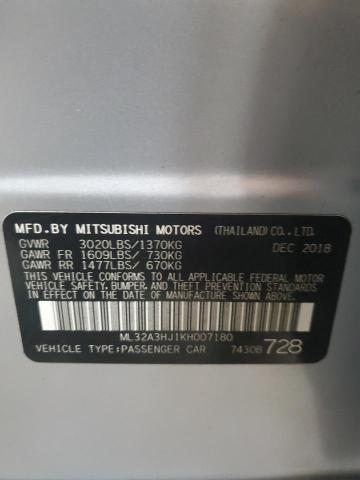 MFD.BY MITSUBISHI MOTORS (THAILAND) CO., LTD.
GVWR 3020LBS/1370KG DEC 2018
GAWR FR 1609LBS/ 730KG
GAWR RR 1477LBS/ 670KG
THIS VEHICLE CONFORMS TO ALL APPLICABLE FEDERAL MOTOR
VEHICLE SAFETY, BUMPER, AND THEFT PREVENTION STANDARDS
IN EFFECT ON THE DATE OF MANUFACTURE SHOWN ABOVE.
ML32A3HJ1KH007180
VEHICLE TYPE:PASSENGER CAR 74308 728